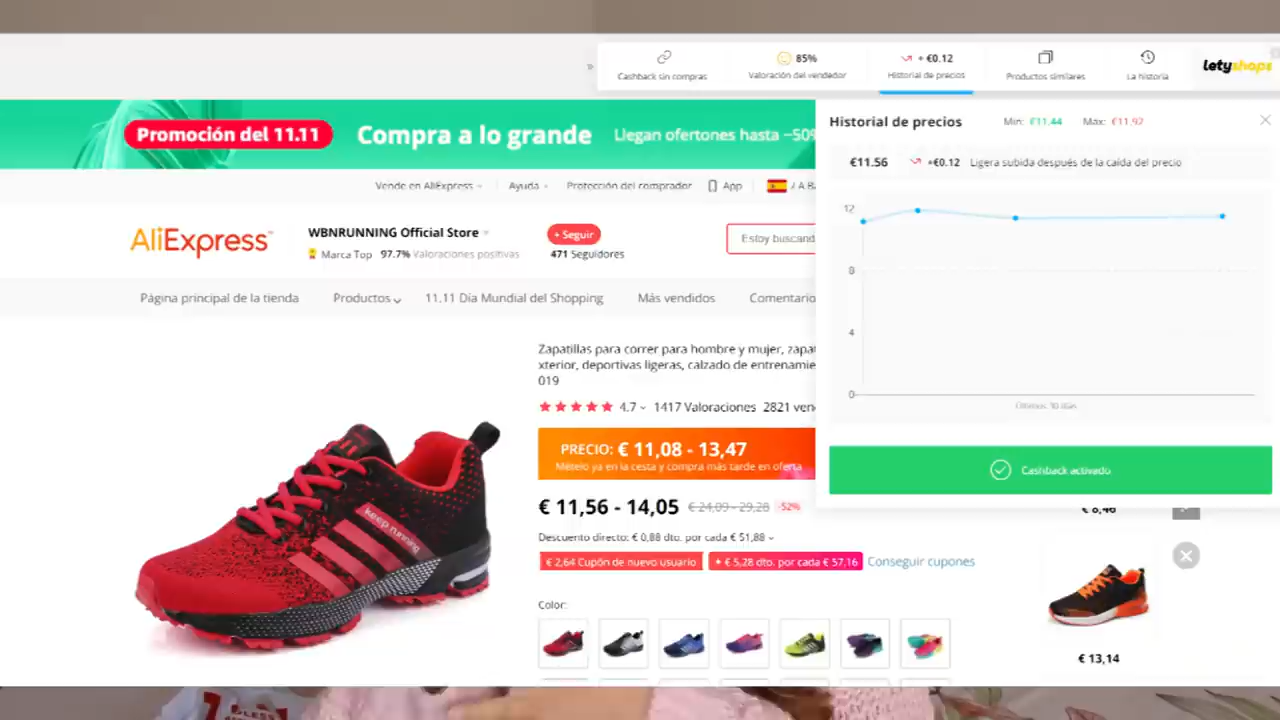 85%
+ €0.12
Cashback sin compras
Valoración del vendedor
Historial de precios
Productos similares
La historia
letyshops
Promoción del 11.11
Compra a lo grande
Llegan ofertones hasta −50%
Historial de precios
Min: €11.44
Máx: €11.92
€11.56
+€0.12
Ligera subida después de la caída del precio
12
8
4
0
Últimos 30 días
Cashback activado
Vende en AliExpress
Ayuda
Protección del comprador
App
AliExpress
WBNRUNNING Official Store
Marca Top
97.7% Valoraciones positivas
+ Seguir
471 Seguidores
Estoy buscand
Página principal de la tienda
Productos
11.11 Día Mundial del Shopping
Más vendidos
Comentario
Zapatillas para correr para hombre y mujer, zapat
xterior, deportivas ligeras, calzado de entrenamie
019
4.7
1417 Valoraciones
2821 ven
PRECIO: € 11,08 - 13,47
Mételo ya en la cesta y compra más tarde en oferta
€ 11,56 - 14,05
€ 24,09 - 29,28
-52%
Descuento directo: € 0,88 dto. por cada € 51,88
€ 2,64 Cupón de nuevo usuario
+ € 5,28 dto. por cada € 57,16
Conseguir cupones
Color:
keep running
€ 8,46
€ 13,14